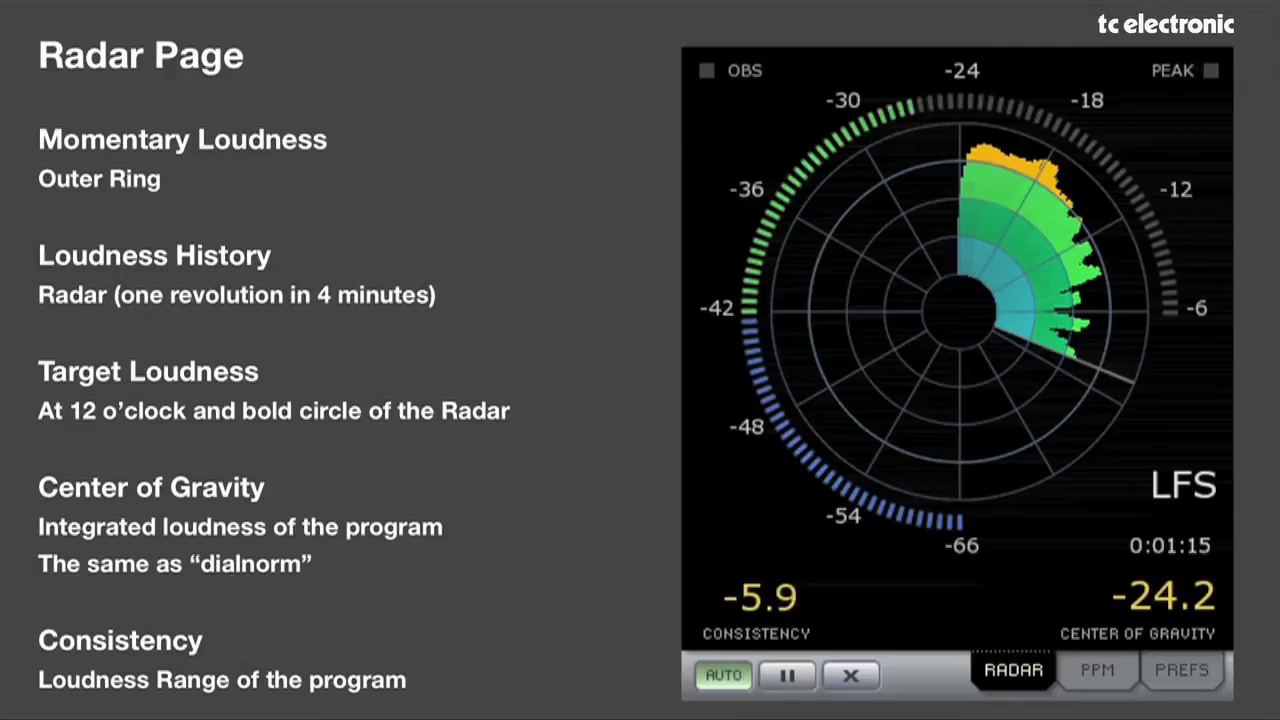 tc electronic
Radar Page
Momentary Loudness
Outer Ring
Loudness History
Radar (one revolution in 4 minutes)
Target Loudness
At 12 o’clock and bold circle of the Radar
Center of Gravity
Integrated loudness of the program
The same as “dialnorm”
Consistency
Loudness Range of the program
OBS
-24
PEAK
-30
-18
-36
-12
-42
-6
-48
-54
-66
LFS
0:01:15
-5.9
-24.2
CONSISTENCY
CENTER OF GRAVITY
AUTO
RADAR
PPM
PREFS